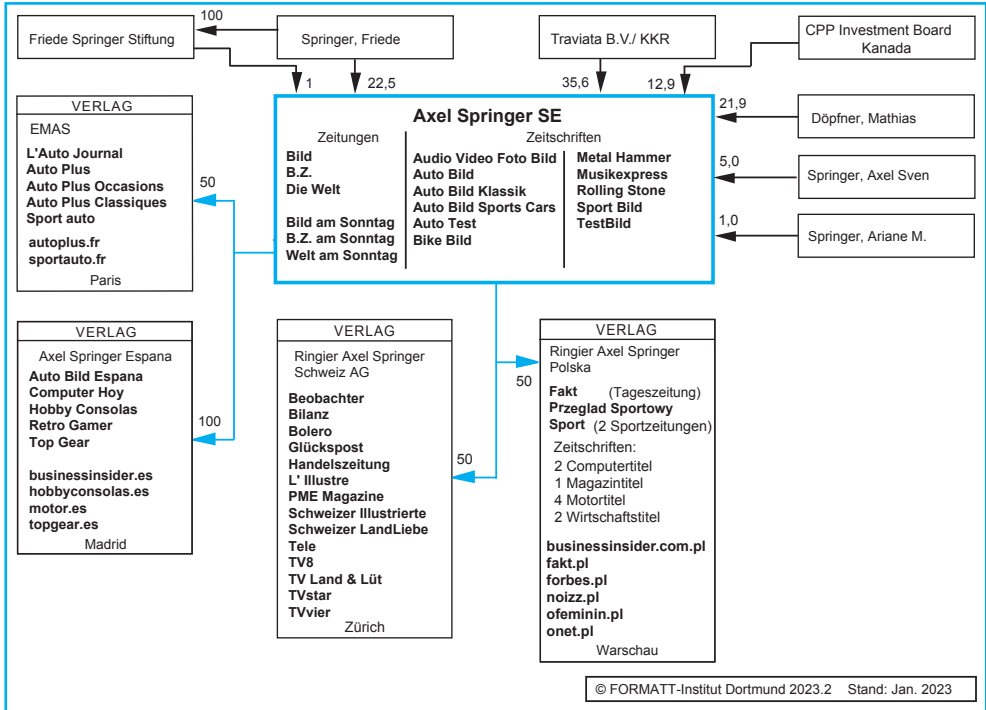 100
Friede Springer Stiftung
Springer, Friede
Traviata B.V./ KKR
CPP Investment Board
Kanada
1
22,5
35,6
12,9
Axel Springer SE
Zeitungen
Bild
B.Z.
Die Welt
Bild am Sonntag
B.Z. am Sonntag
Welt am Sonntag
Zeitschriften
Audio Video Foto Bild
Auto Bild
Auto Bild Klassik
Auto Bild Sports Cars
Auto Test
Bike Bild
Metal Hammer
Musikexpress
Rolling Stone
Sport Bild
TestBild
21,9
Döpfner, Mathias
5,0
Springer, Axel Sven
1,0
Springer, Ariane M.
VERLAG
EMAS
L'Auto Journal
Auto Plus
Auto Plus Occasions
Auto Plus Classiques
Sport auto
autoplus.fr
sportauto.fr
Paris
50
VERLAG
Axel Springer Espana
Auto Bild Espana
Computer Hoy
Hobby Consolas
Retro Gamer
Top Gear
businessinsider.es
hobbyconsolas.es
motor.es
topgear.es
Madrid
100
VERLAG
Ringier Axel Springer
Schweiz AG
Beobachter
Bilanz
Bolero
Glückspost
Handelszeitung
L' Illustre
PME Magazine
Schweizer Illustrierte
Schweizer LandLiebe
Tele
TV8
TV Land & Lüt
TVstar
TVvier
Zürich
50
50
VERLAG
Ringier Axel Springer
Polska
Fakt (Tageszeitung)
Przeglad Sportowy
Sport (2 Sportzeitungen)
Zeitschriften:
2 Computertitel
1 Magazintitel
4 Motortitel
2 Wirtschaftstitel
businessinsider.com.pl
fakt.pl
forbes.pl
noizz.pl
ofeminin.pl
onet.pl
Warschau
© FORMATT-Institut Dortmund 2023.2 Stand: Jan. 2023